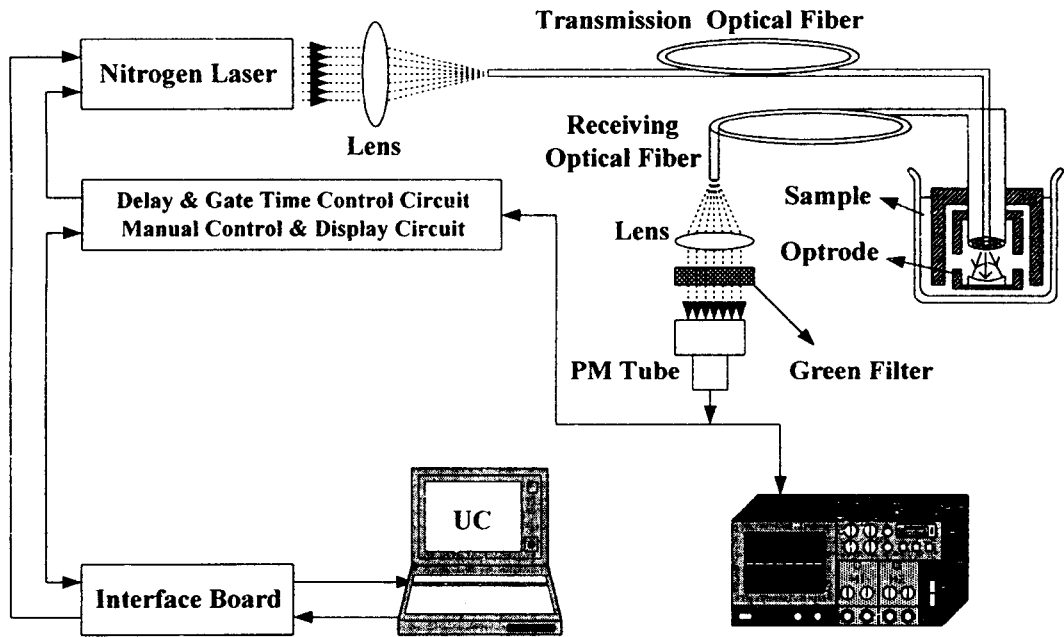 Transmission Optical Fiber
Nitrogen Laser
Lens
Receiving
Optical Fiber
Delay & Gate Time Control Circuit
Manual Control & Display Circuit
Sample
Lens
Optrode
PM Tube
Green Filter
UC
Interface Board